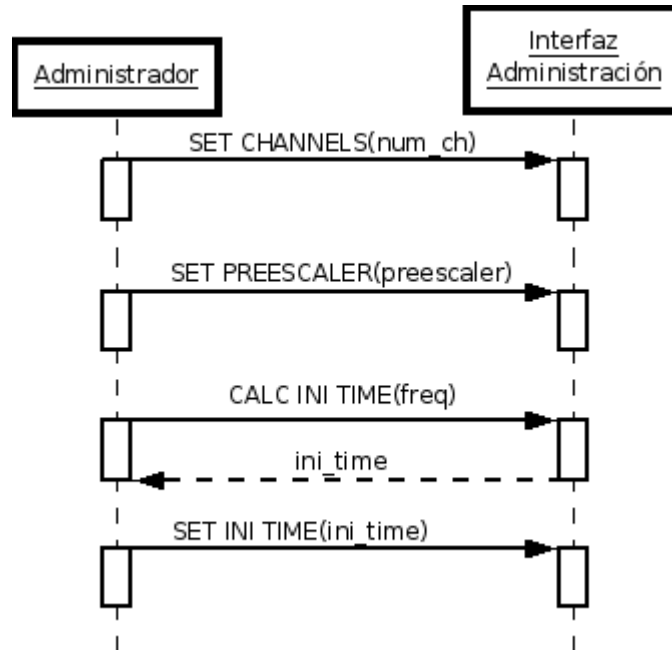 Administrador
Interfaz
Administración
SET CHANNELS(num_ch)
SET PREESCALER(preescaler)
CALC INI TIME(freq)
ini_time
SET INI TIME(ini_time)